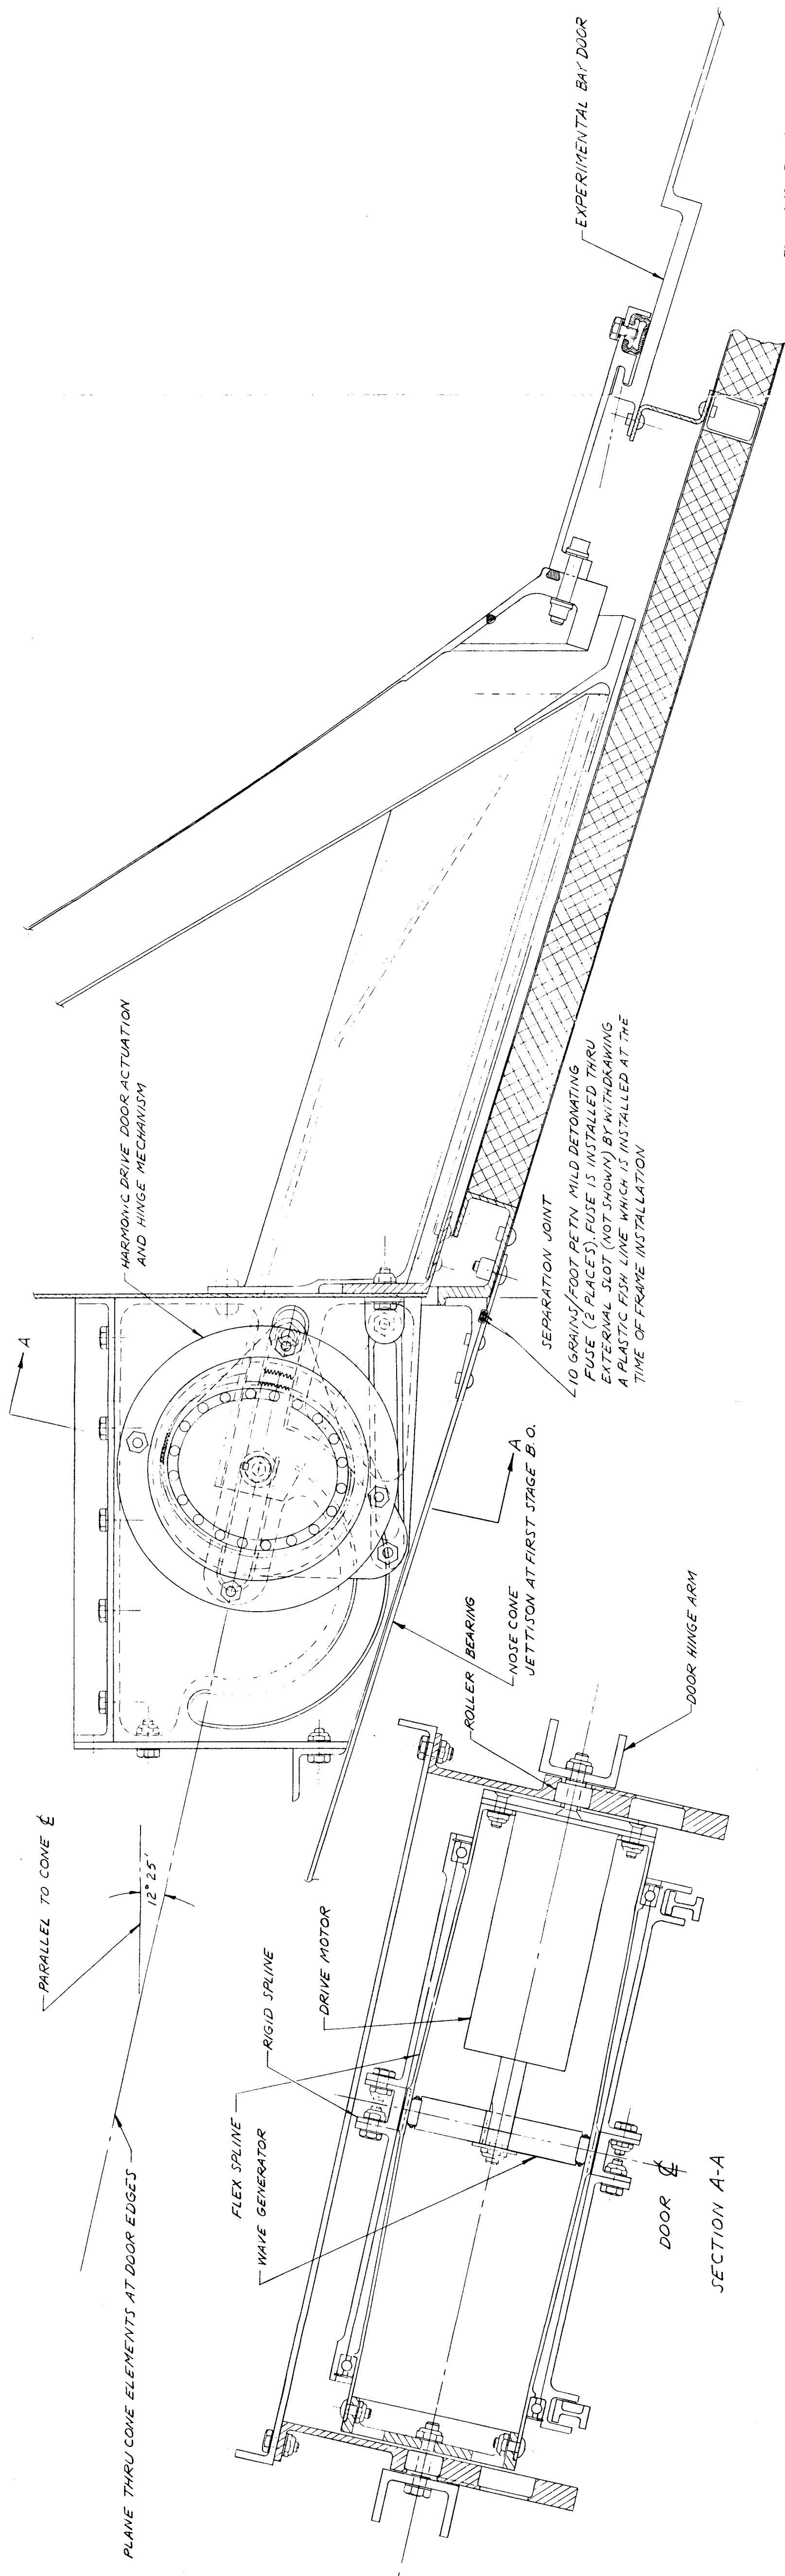 EXPERIMENTAL BAY DOOR
HARMONIC DRIVE DOOR ACTUATION
AND HINGE MECHANISM
A
SEPARATION JOINT
10 GRAINS/FOOT PETN MILD DETONATING
FUSE (2 PLACES). FUSE IS INSTALLED THRU
EXTERNAL SLOT (NOT SHOWN) BY WITHDRAWING
A PLASTIC FISH LINE WHICH IS INSTALLED AT THE
TIME OF FRAME INSTALLATION
A
NOSE CONE
JETTISON AT FIRST STAGE B.O.
PARALLEL TO CONE ℄
12° 25'
PLANE THRU CONE ELEMENTS AT DOOR EDGES
ROLLER BEARING
DOOR HINGE ARM
DRIVE MOTOR
RIGID SPLINE
FLEX SPLINE
WAVE GENERATOR
DOOR ℄
SECTION A-A